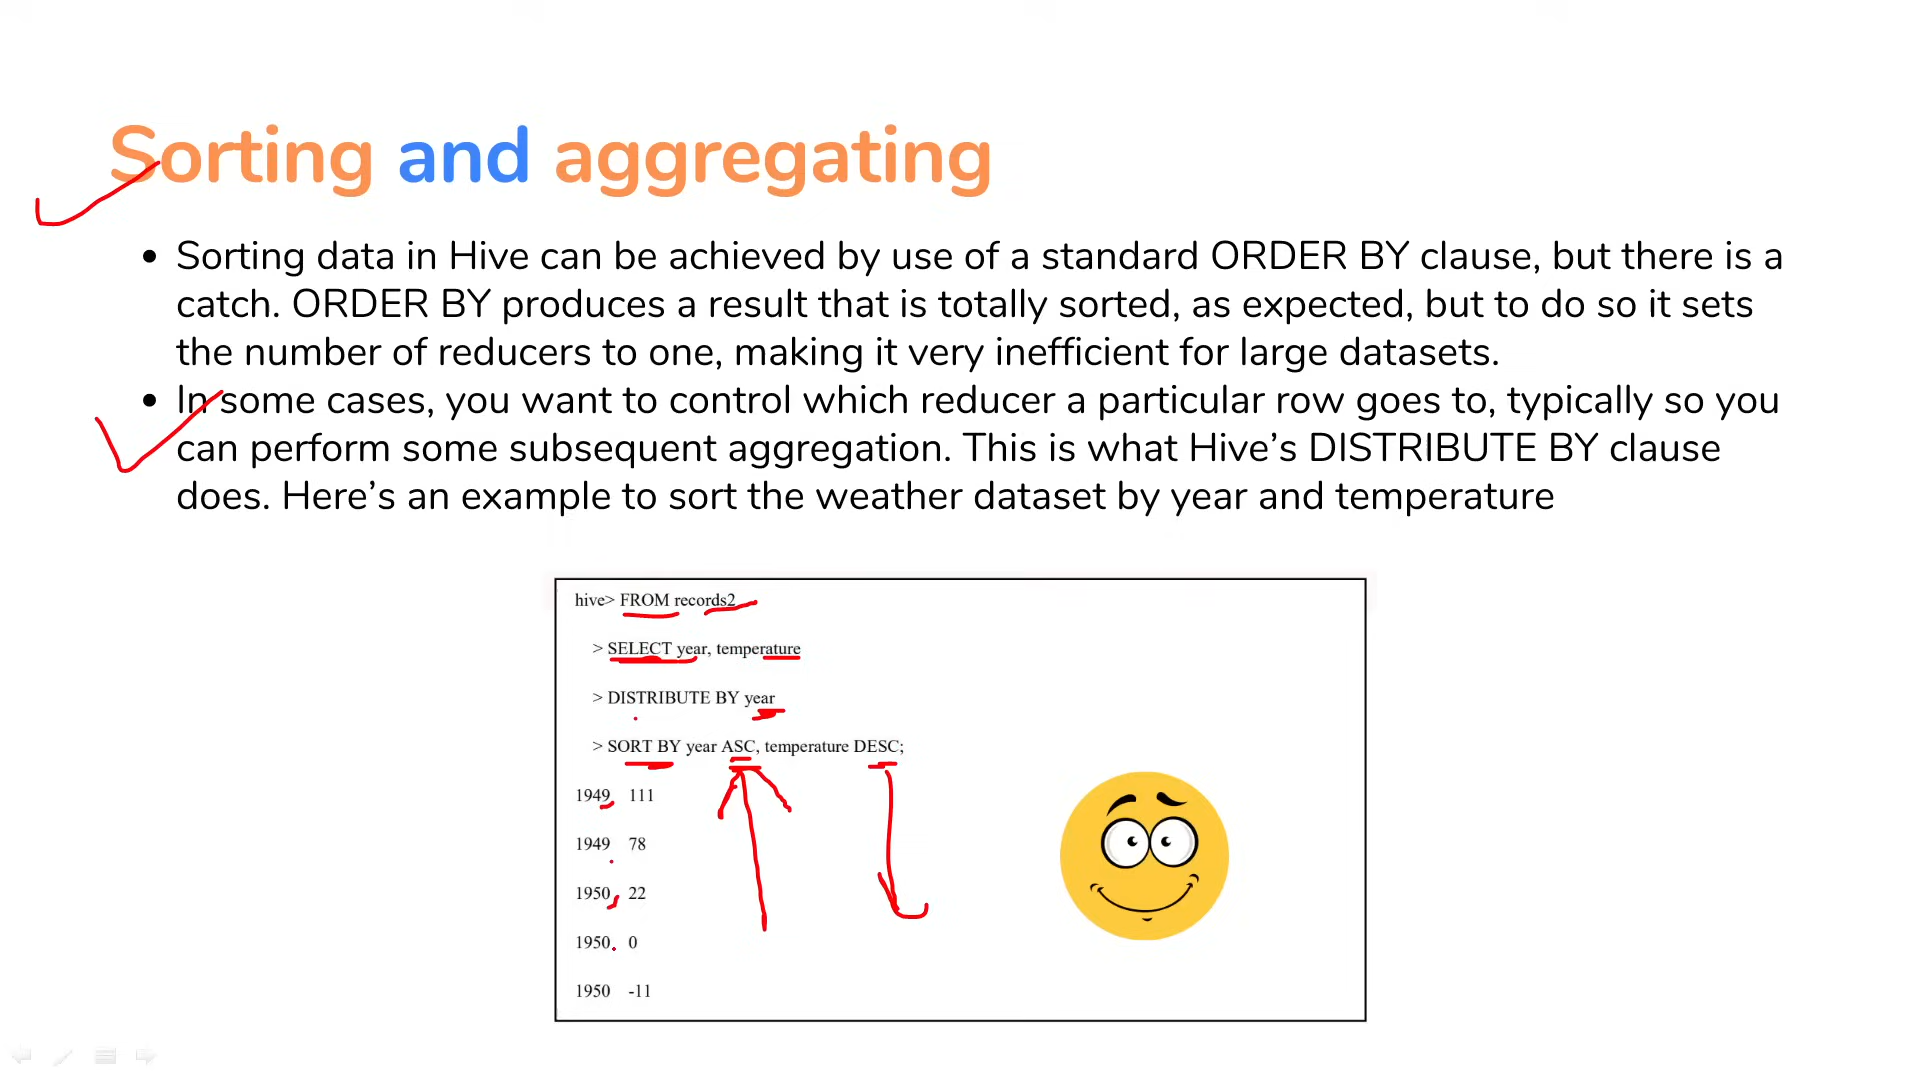 Sorting and aggregating
• Sorting data in Hive can be achieved by use of a standard ORDER BY clause, but there is a
catch. ORDER BY produces a result that is totally sorted, as expected, but to do so it sets
the number of reducers to one, making it very inefficient for large datasets.
• In some cases, you want to control which reducer a particular row goes to, typically so you
can perform some subsequent aggregation. This is what Hive’s DISTRIBUTE BY clause
does. Here’s an example to sort the weather dataset by year and temperature
hive> FROM records2
> SELECT year, temperature
> DISTRIBUTE BY year
> SORT BY year ASC, temperature DESC;
1949 111
1949 78
1950 22
1950 0
1950 -11